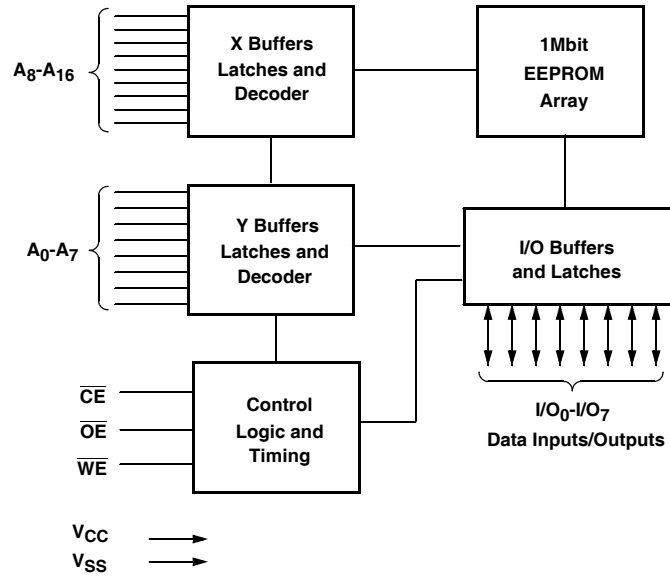 X Buffers
Latches and
Decoder
1Mbit
EEPROM
Array
A8-A16
Y Buffers
Latches and
Decoder
A0-A7
I/O Buffers
and Latches
CE
OE
WE
Control
Logic and
Timing
I/O0-I/O7
Data Inputs/Outputs
VCC
VSS